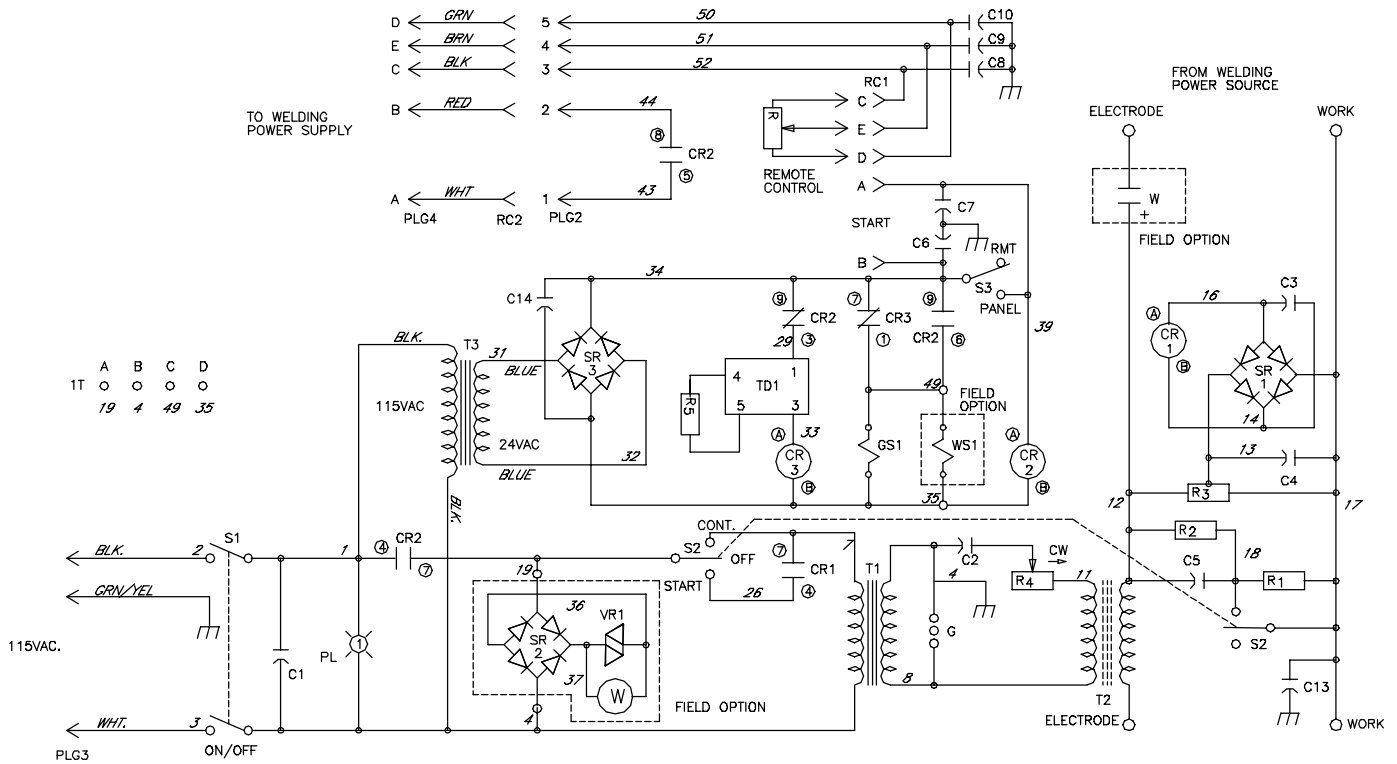 D GRN 5 50 C10
E BRN 4 51 C9
C BLK 3 52 C8
FROM WELDING
POWER SOURCE
RC1
C
R E
D
REMOTE
CONTROL
TO WELDING
POWER SUPPLY
B RED 2 44
8
CR2
5
A WHT 1 43
PLG4 RC2 PLG2
ELECTRODE WORK
W
+
FIELD OPTION
A
START
C7
C6
RMT
B
S3
PANEL
39
34
C14
9
CR2
29 3
7
CR3
1
9
CR2
6
16 C3
A
CR
1
B
SR
1
14
13
C4
A B C D
1T
19 4 49 35
BLK.
T3
31
BLUE
SR
3
115VAC
24VAC
32
BLUE
BLK.
4 1
TD1
5 3
R5
33
A
CR
3
B
49
FIELD
OPTION
GS1
WS1
35
A
CR
2
B
12
R3
17
R2
18
C5
R1
BLK. 2 S1 1
4
CR2
7
GRN/YEL
115VAC.
C1
PL
1
WHT. 3
PLG3
ON/OFF
19
36
SR
2
VR1
37
W
4
FIELD OPTION
CONT.
S2
OFF
START
7
CR1
4
26
7
T1
4
C2
CW
R4
11
G
8
T2
ELECTRODE
S2
C13
WORK